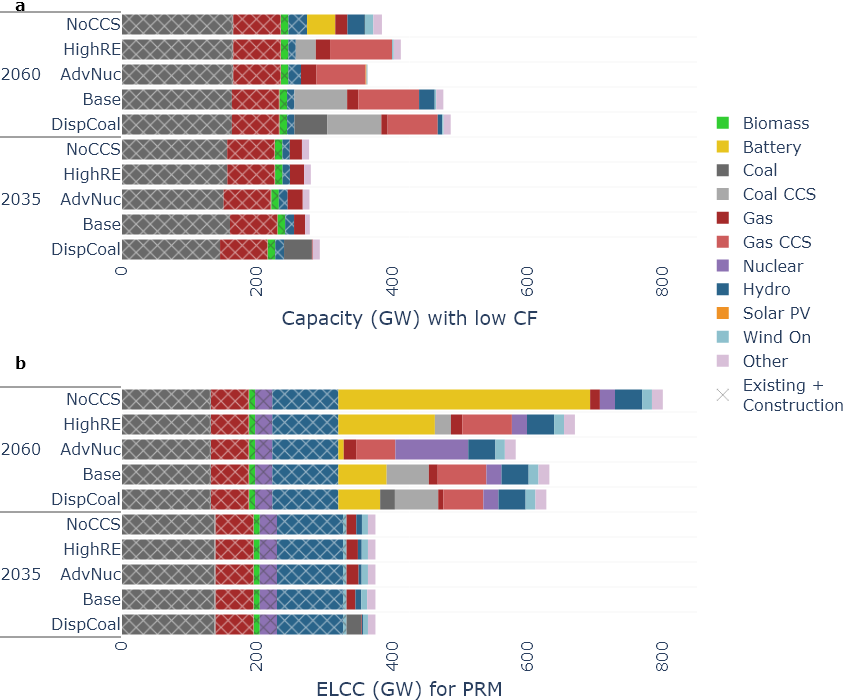 a
2060
NoCCS
HighRE
AdvNuc
Base
DispCoal
2035
NoCCS
HighRE
AdvNuc
Base
DispCoal
0 200 400 600 800
Capacity (GW) with low CF
b
2060
NoCCS
HighRE
AdvNuc
Base
DispCoal
2035
NoCCS
HighRE
AdvNuc
Base
DispCoal
0 200 400 600 800
ELCC (GW) for PRM
Biomass
Battery
Coal
Coal CCS
Gas
Gas CCS
Nuclear
Hydro
Solar PV
Wind On
Other
Existing +
Construction